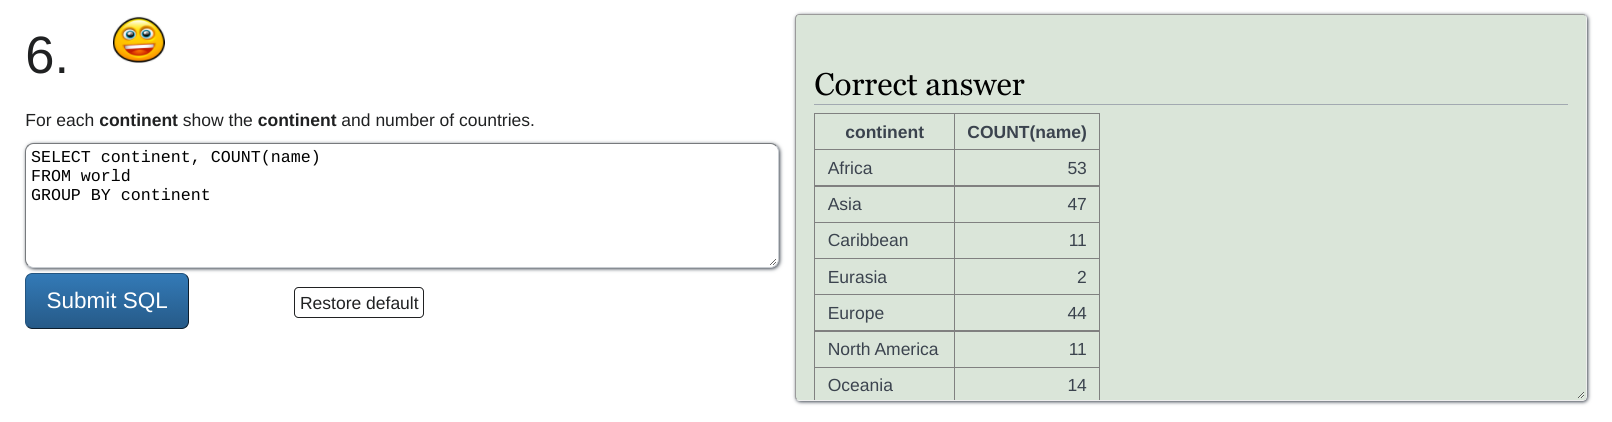 6.
For each continent show the continent and number of countries.
SELECT continent, COUNT(name)
FROM world
GROUP BY continent
Submit SQL
Restore default
Correct answer
continent COUNT(name)
Africa 53
Asia 47
Caribbean 11
Eurasia 2
Europe 44
North America 11
Oceania 14